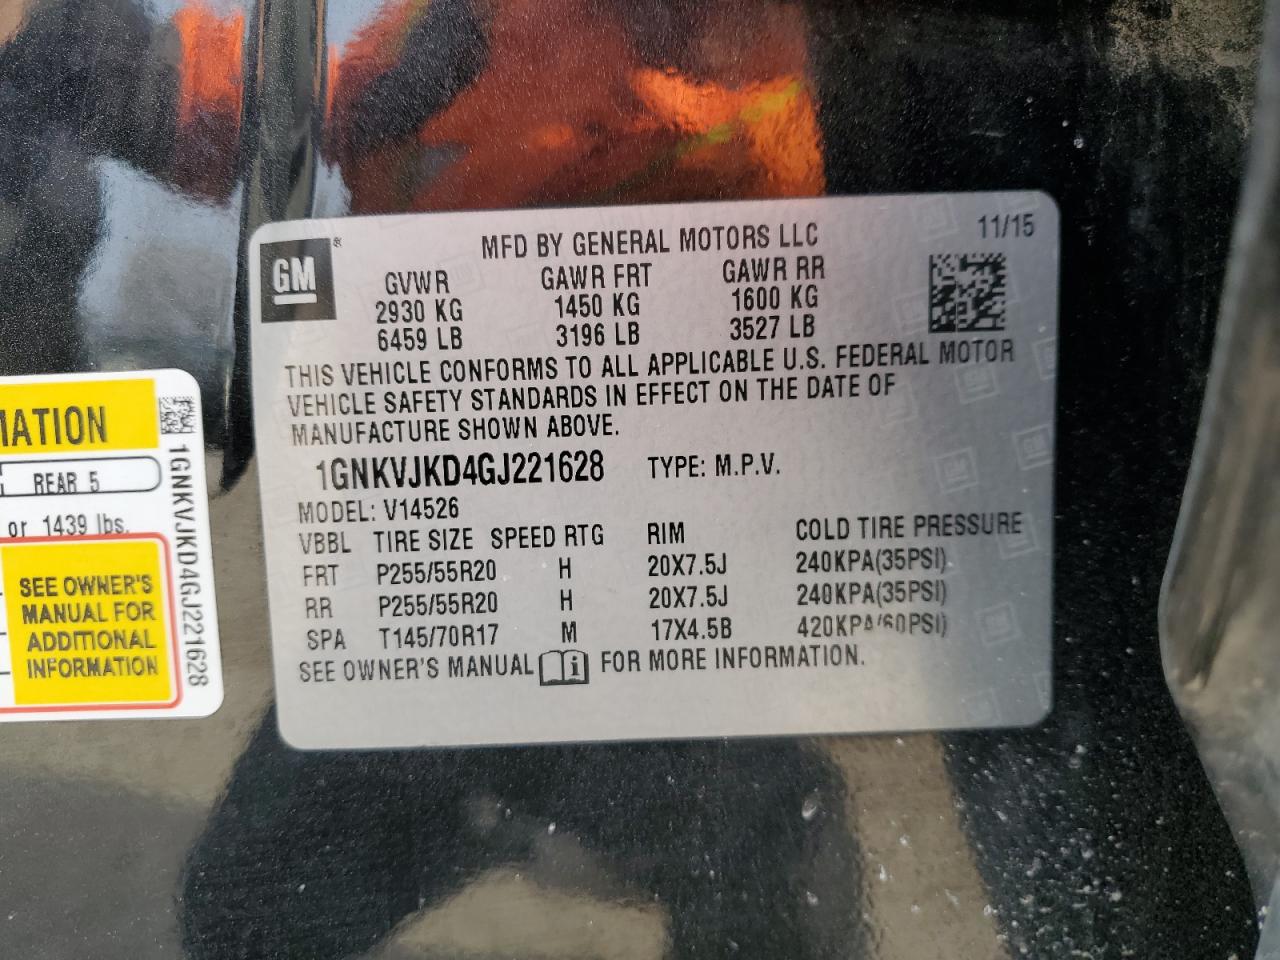 MATION
REAR 5
or 1439 lbs.
SEE OWNER'S
MANUAL FOR
ADDITIONAL
INFORMATION
1GNKVJKD4GJ221628
GM ®
MFD BY GENERAL MOTORS LLC 11/15
GVWR GAWR FRT GAWR RR
2930 KG 1450 KG 1600 KG
6459 LB 3196 LB 3527 LB
THIS VEHICLE CONFORMS TO ALL APPLICABLE U.S. FEDERAL MOTOR
VEHICLE SAFETY STANDARDS IN EFFECT ON THE DATE OF
MANUFACTURE SHOWN ABOVE.
1GNKVJKD4GJ221628 TYPE: M.P.V.
MODEL: V14526
VBBL TIRE SIZE SPEED RTG RIM COLD TIRE PRESSURE
FRT P255/55R20 H 20X7.5J 240KPA(35PSI)
RR P255/55R20 H 20X7.5J 240KPA(35PSI)
SPA T145/70R17 M 17X4.5B 420KPA(60PSI)
SEE OWNER'S MANUAL i FOR MORE INFORMATION.